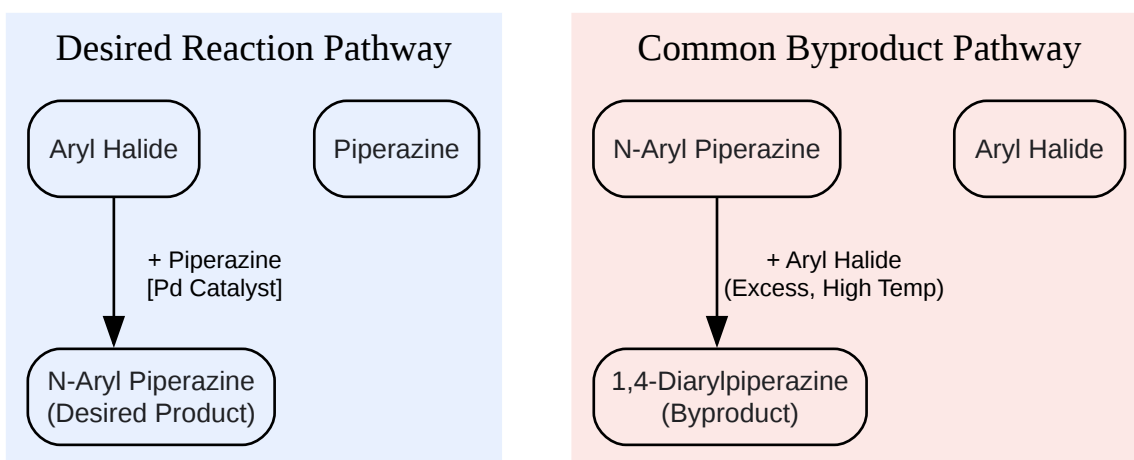 Desired Reaction Pathway
Aryl Halide
Piperazine
+ Piperazine
[Pd Catalyst]
N-Aryl Piperazine
(Desired Product)
Common Byproduct Pathway
N-Aryl Piperazine
Aryl Halide
+ Aryl Halide
(Excess, High Temp)
1,4-Diarylpiperazine
(Byproduct)